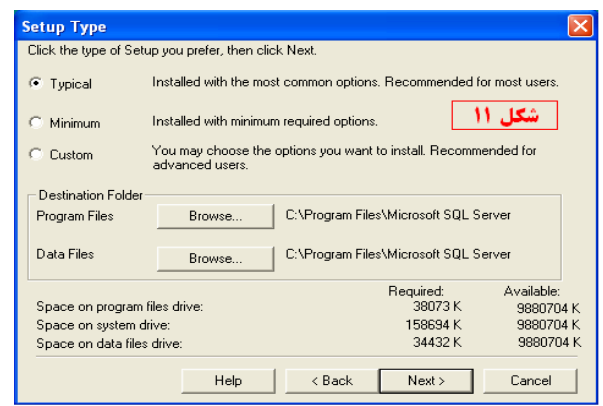 Setup Type
Click the type of Setup you prefer, then click Next.
Typical Installed with the most common options. Recommended for most users.
شکل ۱۱
Minimum Installed with minimum required options.
Custom You may choose the options you want to install. Recommended for
advanced users.
Destination Folder
Program Files Browse... C:\Program Files\Microsoft SQL Server
Data Files Browse... C:\Program Files\Microsoft SQL Server
Required: Available:
Space on program files drive: 38073 K 9880704 K
Space on system drive: 158694 K 9880704 K
Space on data files drive: 34432 K 9880704 K
Help < Back Next > Cancel